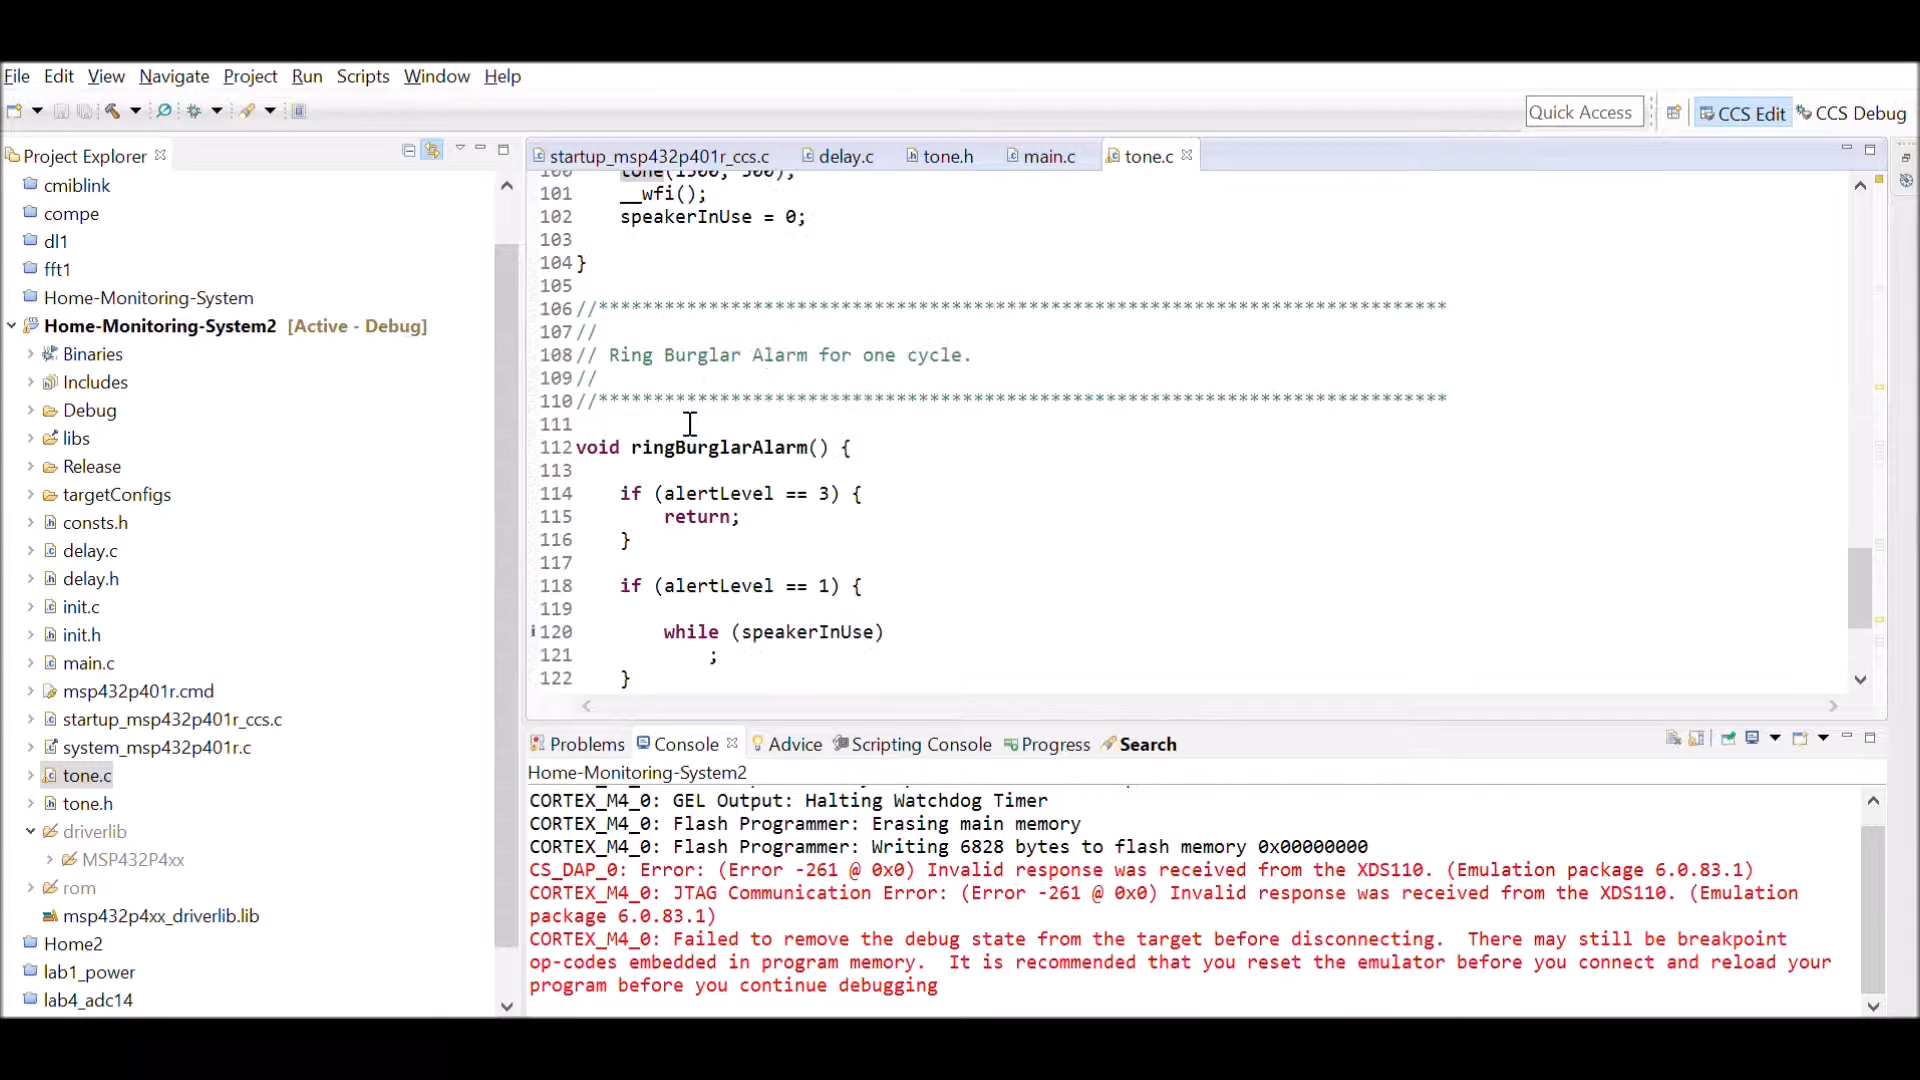 File Edit View Navigate Project Run Scripts Window Help
Quick Access CCS Edit CCS Debug
Project Explorer
cmiblink
compe
dl1
fft1
Home-Monitoring-System
Home-Monitoring-System2 [Active - Debug]
Binaries
Includes
Debug
libs
Release
targetConfigs
consts.h
delay.c
delay.h
init.c
init.h
main.c
msp432p401r.cmd
startup_msp432p401r_ccs.c
system_msp432p401r.c
tone.c
tone.h
driverlib
MSP432P4xx
rom
msp432p4xx_driverlib.lib
Home2
lab1_power
lab4_adc14
startup_msp432p401r_ccs.c delay.c tone.h main.c tone.c
100 tone(1500, 500);
101 __wfi();
102 speakerInUse = 0;
103
104 }
105
106 //*****************************************************************************
107 //
108 // Ring Burglar Alarm for one cycle.
109 //
110 //*****************************************************************************
111
112 void ringBurglarAlarm() {
113
114 if (alertLevel == 3) {
115 return;
116 }
117
118 if (alertLevel == 1) {
119
120 while (speakerInUse)
121 ;
122 }
Problems Console Advice Scripting Console Progress Search
Home-Monitoring-System2
CORTEX_M4_0: GEL Output: Halting Watchdog Timer
CORTEX_M4_0: Flash Programmer: Erasing main memory
CORTEX_M4_0: Flash Programmer: Writing 6828 bytes to flash memory 0x00000000
CS_DAP_0: Error: (Error -261 @ 0x0) Invalid response was received from the XDS110. (Emulation package 6.0.83.1)
CORTEX_M4_0: JTAG Communication Error: (Error -261 @ 0x0) Invalid response was received from the XDS110. (Emulation
package 6.0.83.1)
CORTEX_M4_0: Failed to remove the debug state from the target before disconnecting.  There may still be breakpoint
op-codes embedded in program memory.  It is recommended that you reset the emulator before you connect and reload your
program before you continue debugging